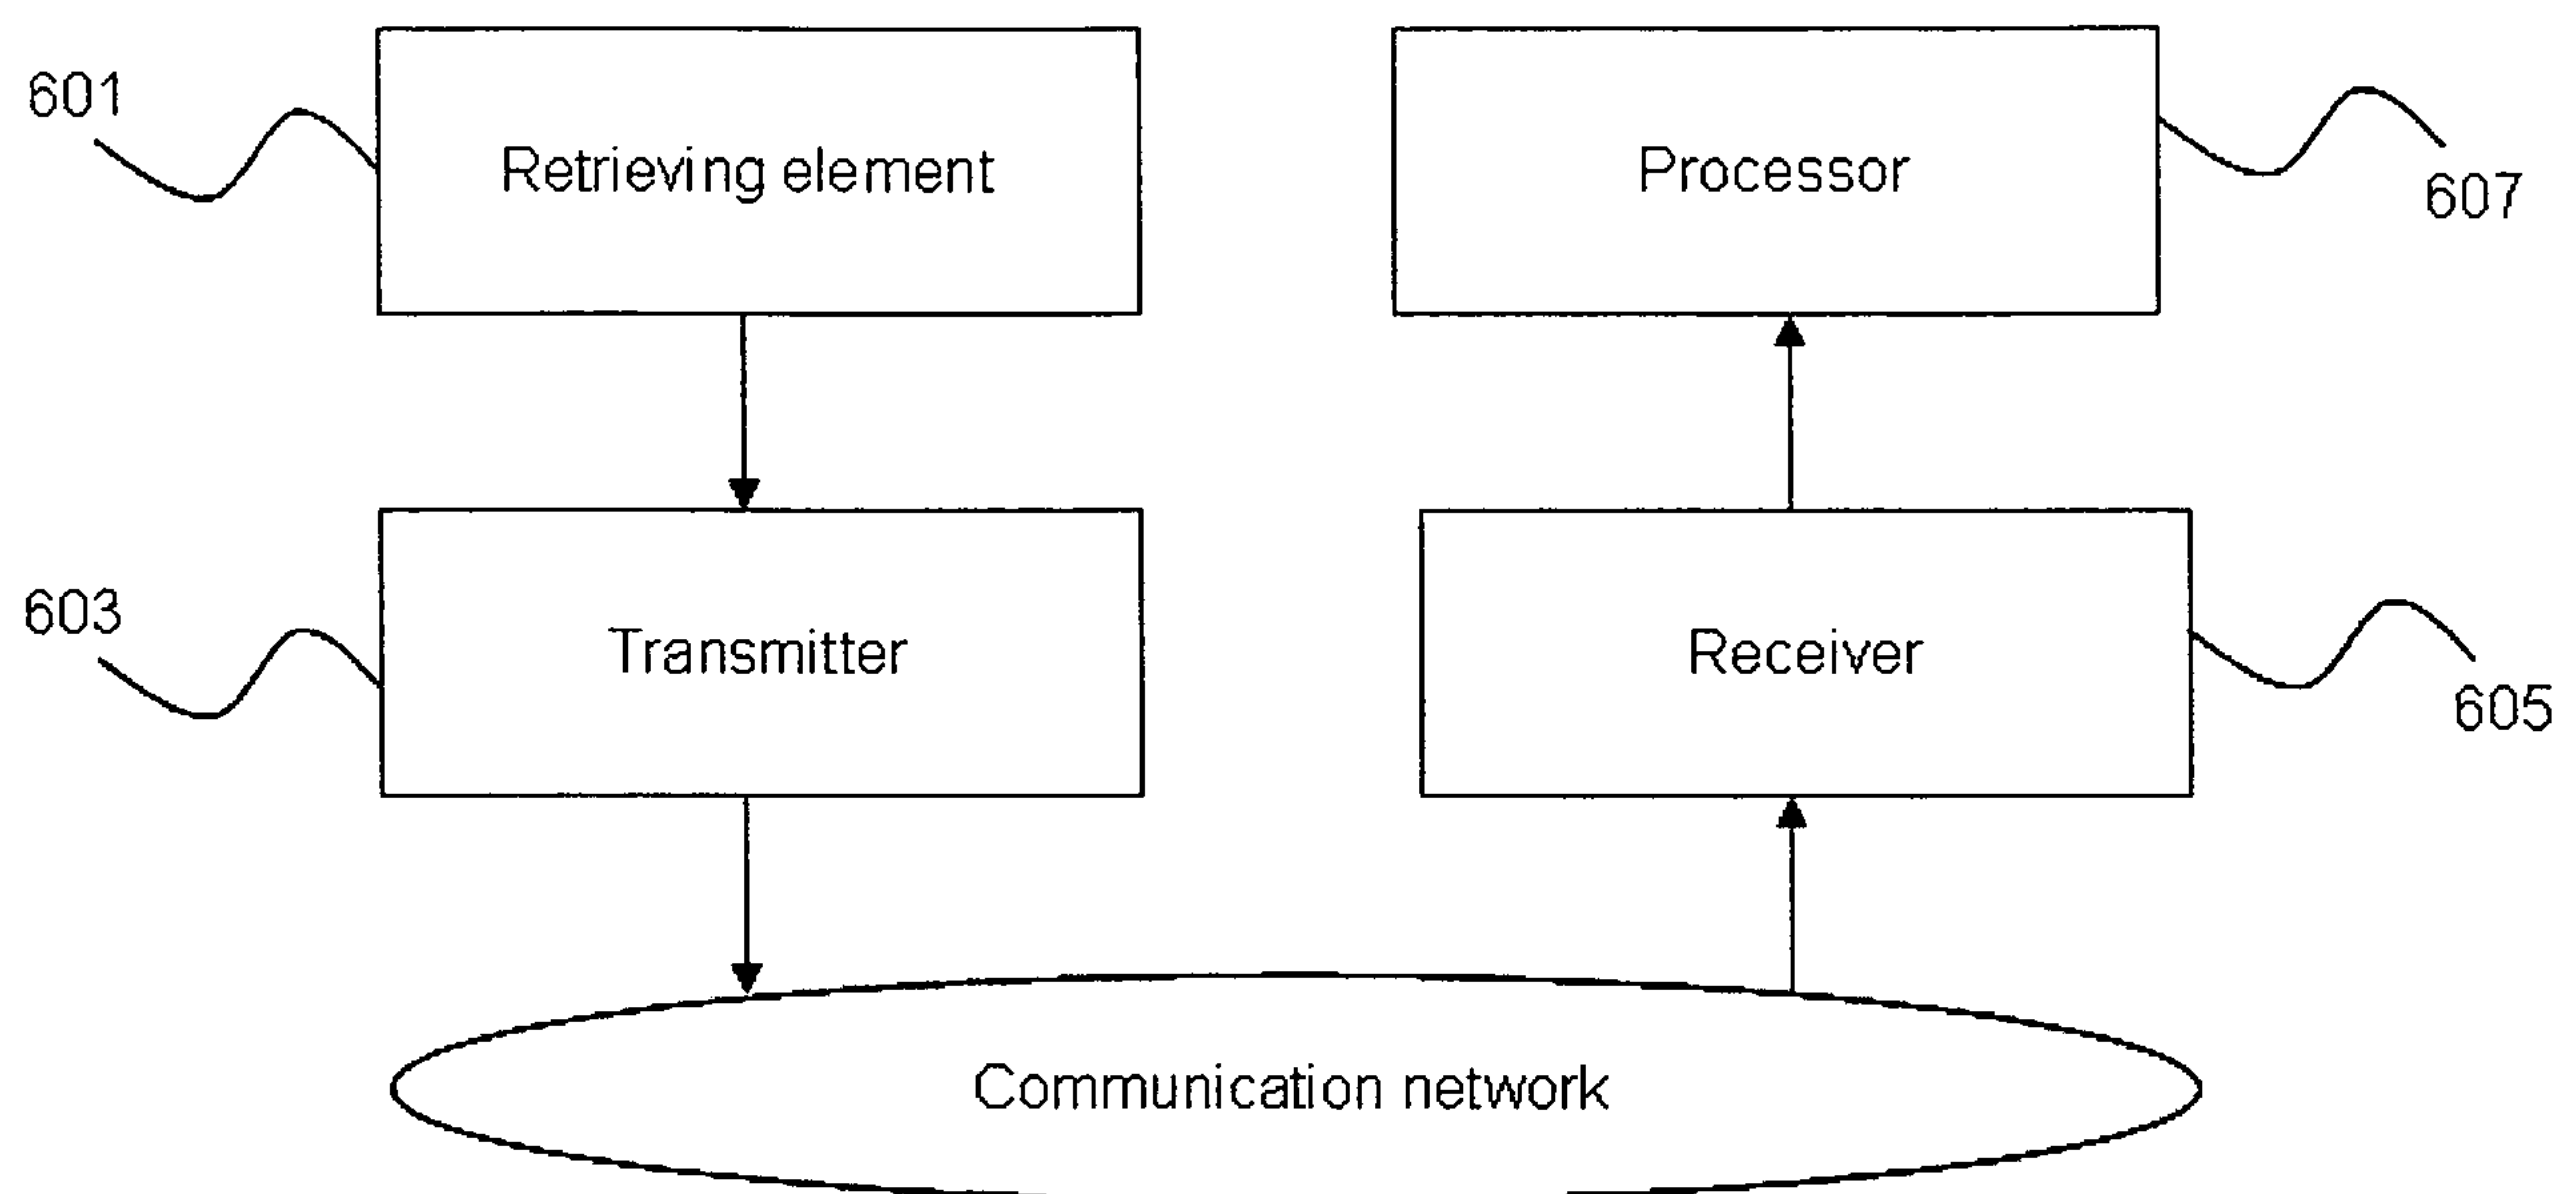 601
Retrieving element
Processor
607
603
Transmitter
Receiver
605
Communication network